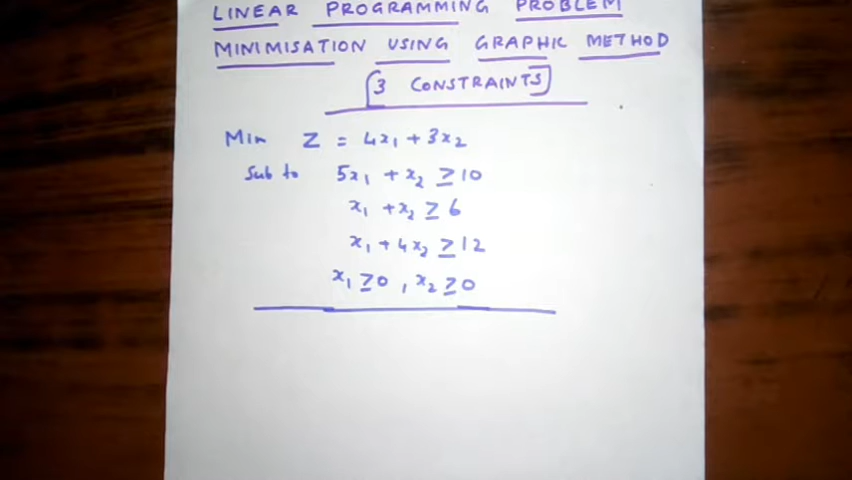 LINEAR PROGRAMMING PROBLEM
MINIMISATION USING GRAPHIC METHOD
[3 CONSTRAINTS]
Min Z = 4x₁ + 3x₂
Sub to 5x₁ + x₂ ≥ 10
x₁ + x₂ ≥ 6
x₁ + 4x₂ ≥ 12
x₁ ≥ 0, x₂ ≥ 0